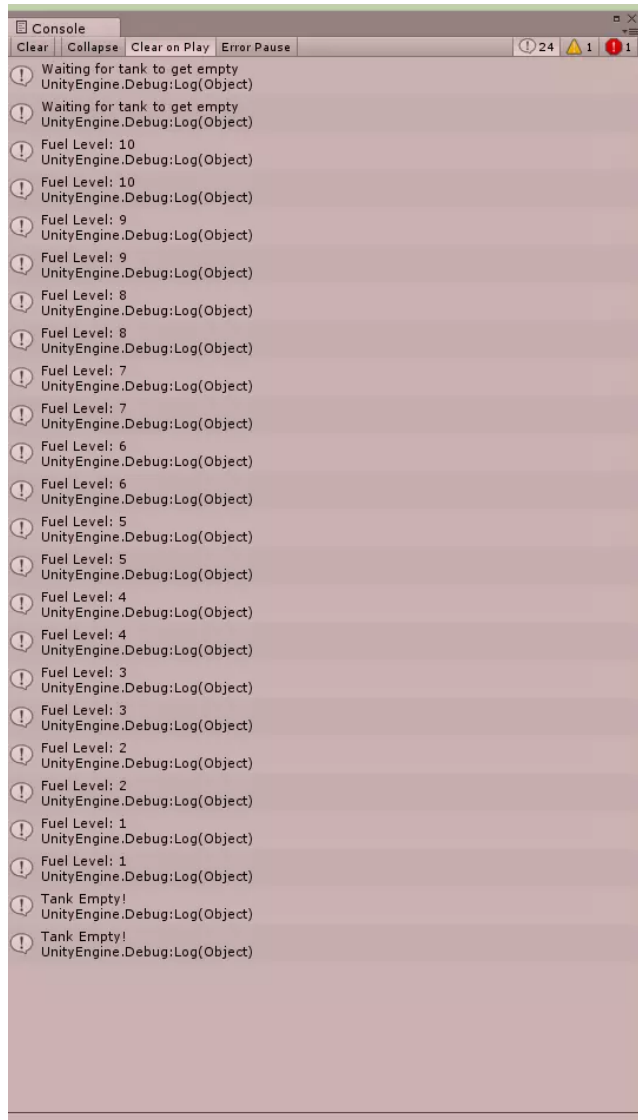 Console
Clear Collapse Clear on Play Error Pause 24 1 1
Waiting for tank to get empty
UnityEngine.Debug:Log(Object)
Waiting for tank to get empty
UnityEngine.Debug:Log(Object)
Fuel Level: 10
UnityEngine.Debug:Log(Object)
Fuel Level: 10
UnityEngine.Debug:Log(Object)
Fuel Level: 9
UnityEngine.Debug:Log(Object)
Fuel Level: 9
UnityEngine.Debug:Log(Object)
Fuel Level: 8
UnityEngine.Debug:Log(Object)
Fuel Level: 8
UnityEngine.Debug:Log(Object)
Fuel Level: 7
UnityEngine.Debug:Log(Object)
Fuel Level: 7
UnityEngine.Debug:Log(Object)
Fuel Level: 6
UnityEngine.Debug:Log(Object)
Fuel Level: 6
UnityEngine.Debug:Log(Object)
Fuel Level: 5
UnityEngine.Debug:Log(Object)
Fuel Level: 5
UnityEngine.Debug:Log(Object)
Fuel Level: 4
UnityEngine.Debug:Log(Object)
Fuel Level: 4
UnityEngine.Debug:Log(Object)
Fuel Level: 3
UnityEngine.Debug:Log(Object)
Fuel Level: 3
UnityEngine.Debug:Log(Object)
Fuel Level: 2
UnityEngine.Debug:Log(Object)
Fuel Level: 2
UnityEngine.Debug:Log(Object)
Fuel Level: 1
UnityEngine.Debug:Log(Object)
Fuel Level: 1
UnityEngine.Debug:Log(Object)
Tank Empty!
UnityEngine.Debug:Log(Object)
Tank Empty!
UnityEngine.Debug:Log(Object)